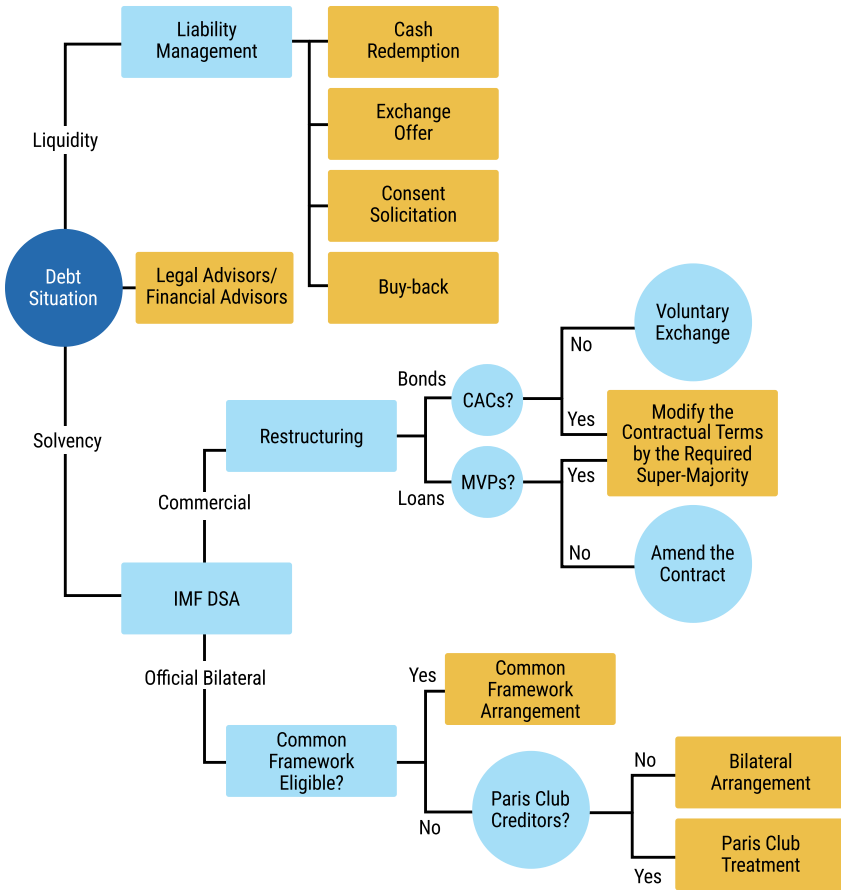 Liability
Management
Cash
Redemption
Exchange
Offer
Liquidity
Consent
Solicitation
Debt
Situation
Legal Advisors/
Financial Advisors
Buy-back
Voluntary
Exchange
No
Bonds
CACs?
Yes
Solvency
Restructuring
Modify the
Contractual Terms
by the Required
Super-Majority
Commercial
Loans
MVPs?
Yes
No
Amend the
Contract
IMF DSA
Official Bilateral
Yes
Common
Framework
Arrangement
Common
Framework
Eligible?
No
Paris Club
Creditors?
No
Bilateral
Arrangement
Yes
Paris Club
Treatment